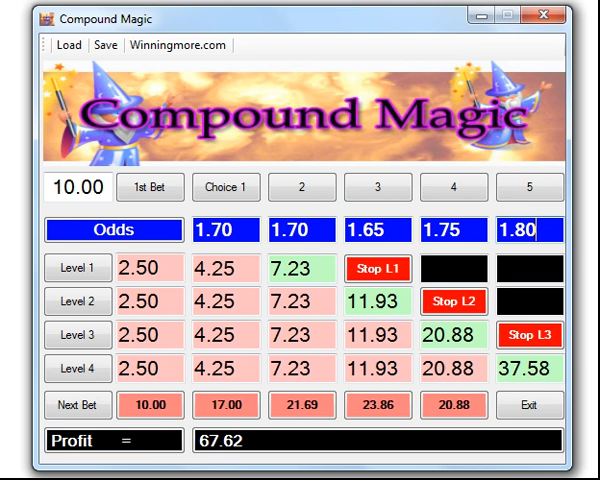 Compound Magic
Load Save Winningmore.com
Compound Magic
10.00 1st Bet Choice 1 2 3 4 5
Odds 1.70 1.70 1.65 1.75 1.80
Level 1 2.50 4.25 7.23 Stop L1
Level 2 2.50 4.25 7.23 11.93 Stop L2
Level 3 2.50 4.25 7.23 11.93 20.88 Stop L3
Level 4 2.50 4.25 7.23 11.93 20.88 37.58
Next Bet 10.00 17.00 21.69 23.86 20.88 Exit
Profit = 67.62